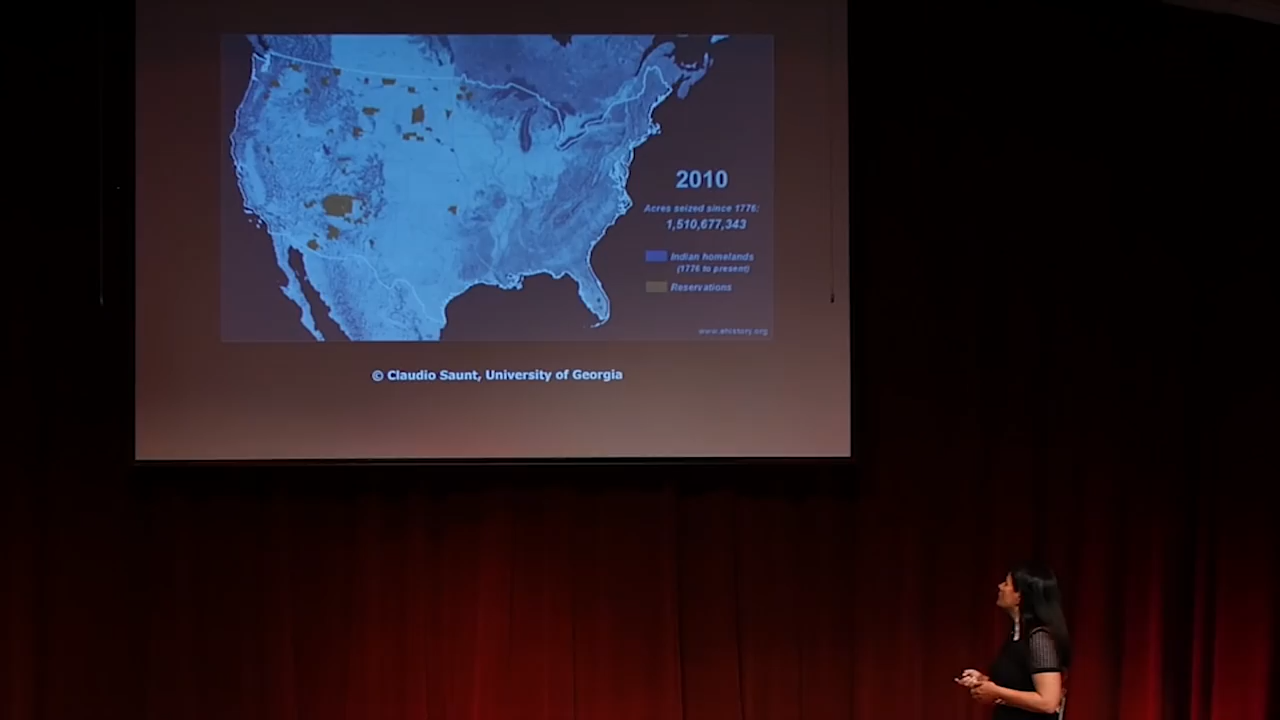 2010
Acres seized since 1776:
1,510,677,343
Indian homelands
(1776 to present)
Reservations
www.ehistory.org
© Claudio Saunt, University of Georgia